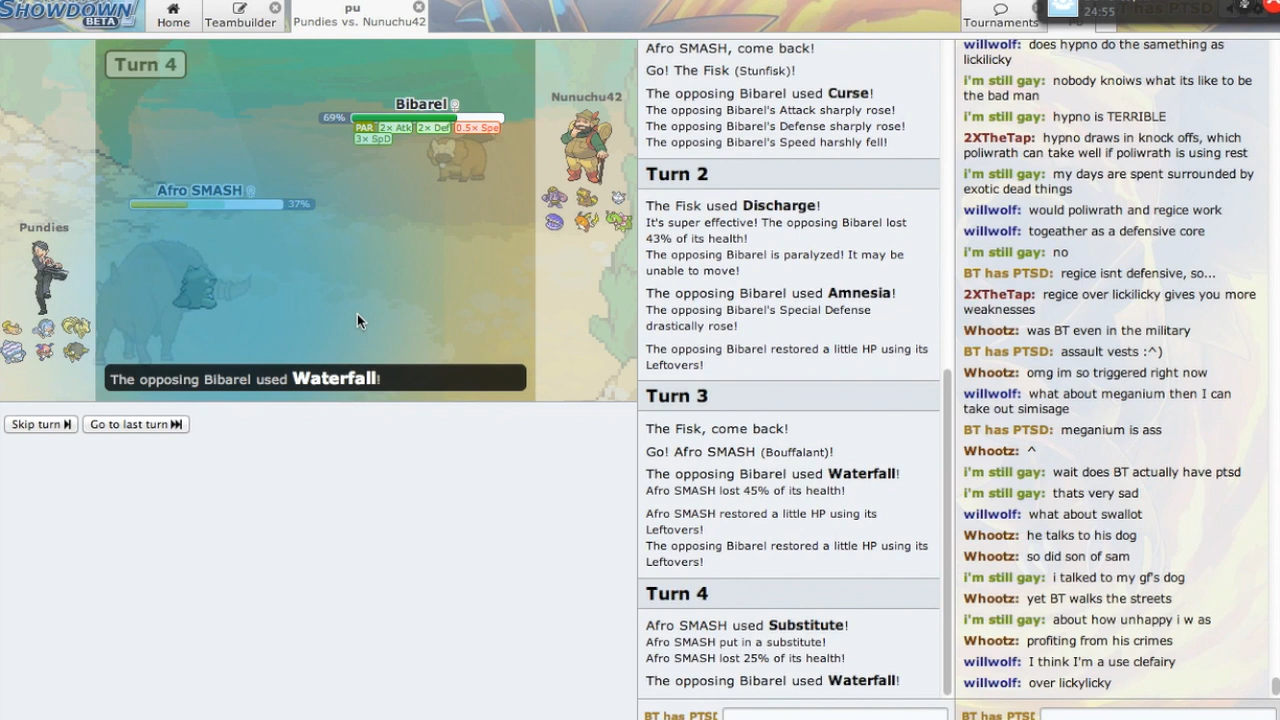 SHOWDOWN
BETA
Home
Teambuilder
pu
Pundies vs. Nunuchu42
Tournaments
24:55
Turn 4
Bibarel
69%
PAR 2× Atk 2× Def 0.5× Spe
3× SpD
Afro SMASH
37%
Nunuchu42
Pundies
The opposing Bibarel used Waterfall!
Skip turn
Go to last turn
Afro SMASH, come back!
Go! The Fisk (Stunfisk)!
The opposing Bibarel used Curse!
The opposing Bibarel's Attack sharply rose!
The opposing Bibarel's Defense sharply rose!
The opposing Bibarel's Speed harshly fell!
Turn 2
The Fisk used Discharge!
It's super effective! The opposing Bibarel lost
43% of its health!
The opposing Bibarel is paralyzed! It may be
unable to move!
The opposing Bibarel used Amnesia!
The opposing Bibarel's Special Defense
drastically rose!
The opposing Bibarel restored a little HP using its
Leftovers!
Turn 3
The Fisk, come back!
Go! Afro SMASH (Bouffalant)!
The opposing Bibarel used Waterfall!
Afro SMASH lost 45% of its health!
Afro SMASH restored a little HP using its
Leftovers!
The opposing Bibarel restored a little HP using its
Leftovers!
Turn 4
Afro SMASH used Substitute!
Afro SMASH put in a substitute!
Afro SMASH lost 25% of its health!
The opposing Bibarel used Waterfall!
BT has PTSD
willwolf: does hypno do the samething as
lickilicky
i'm still gay: nobody knoiws what its like to be
the bad man
i'm still gay: hypno is TERRIBLE
2XTheTap: hypno draws in knock offs, which
poliwrath can take well if poliwrath is using rest
i'm still gay: my days are spent surrounded by
exotic dead things
willwolf: would poliwrath and regice work
willwolf: togeather as a defensive core
i'm still gay: no
BT has PTSD: regice isnt defensive, so...
2XTheTap: regice over lickilicky gives you more
weaknesses
Whootz: was BT even in the military
BT has PTSD: assault vests :^)
Whootz: omg im so triggered right now
willwolf: what about meganium then I can
take out simisage
BT has PTSD: meganium is ass
Whootz: ^
i'm still gay: wait does BT actually have ptsd
i'm still gay: thats very sad
willwolf: what about swallot
Whootz: he talks to his dog
Whootz: so did son of sam
i'm still gay: i talked to my gf's dog
Whootz: yet BT walks the streets
i'm still gay: about how unhappy i w as
Whootz: profiting from his crimes
willwolf: I think I'm a use clefairy
willwolf: over lickylicky
BT has PTSD